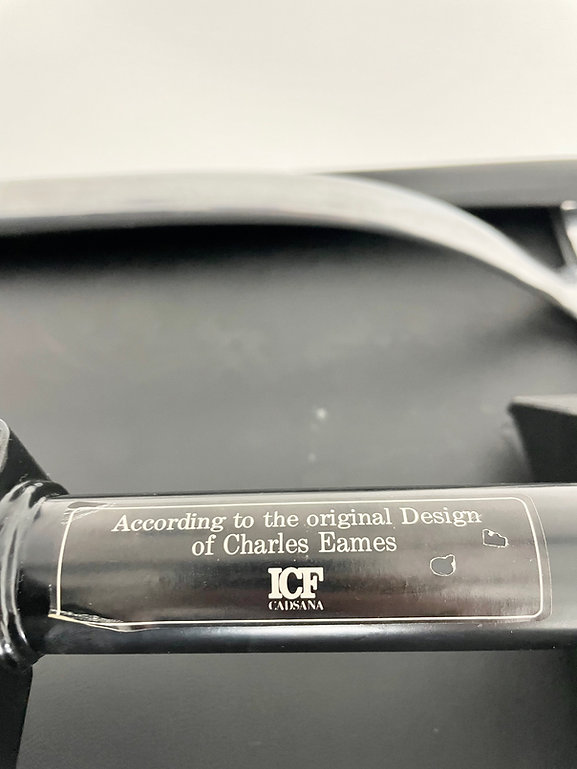 According to the original Design
of Charles Eames
ICF
CADSANA